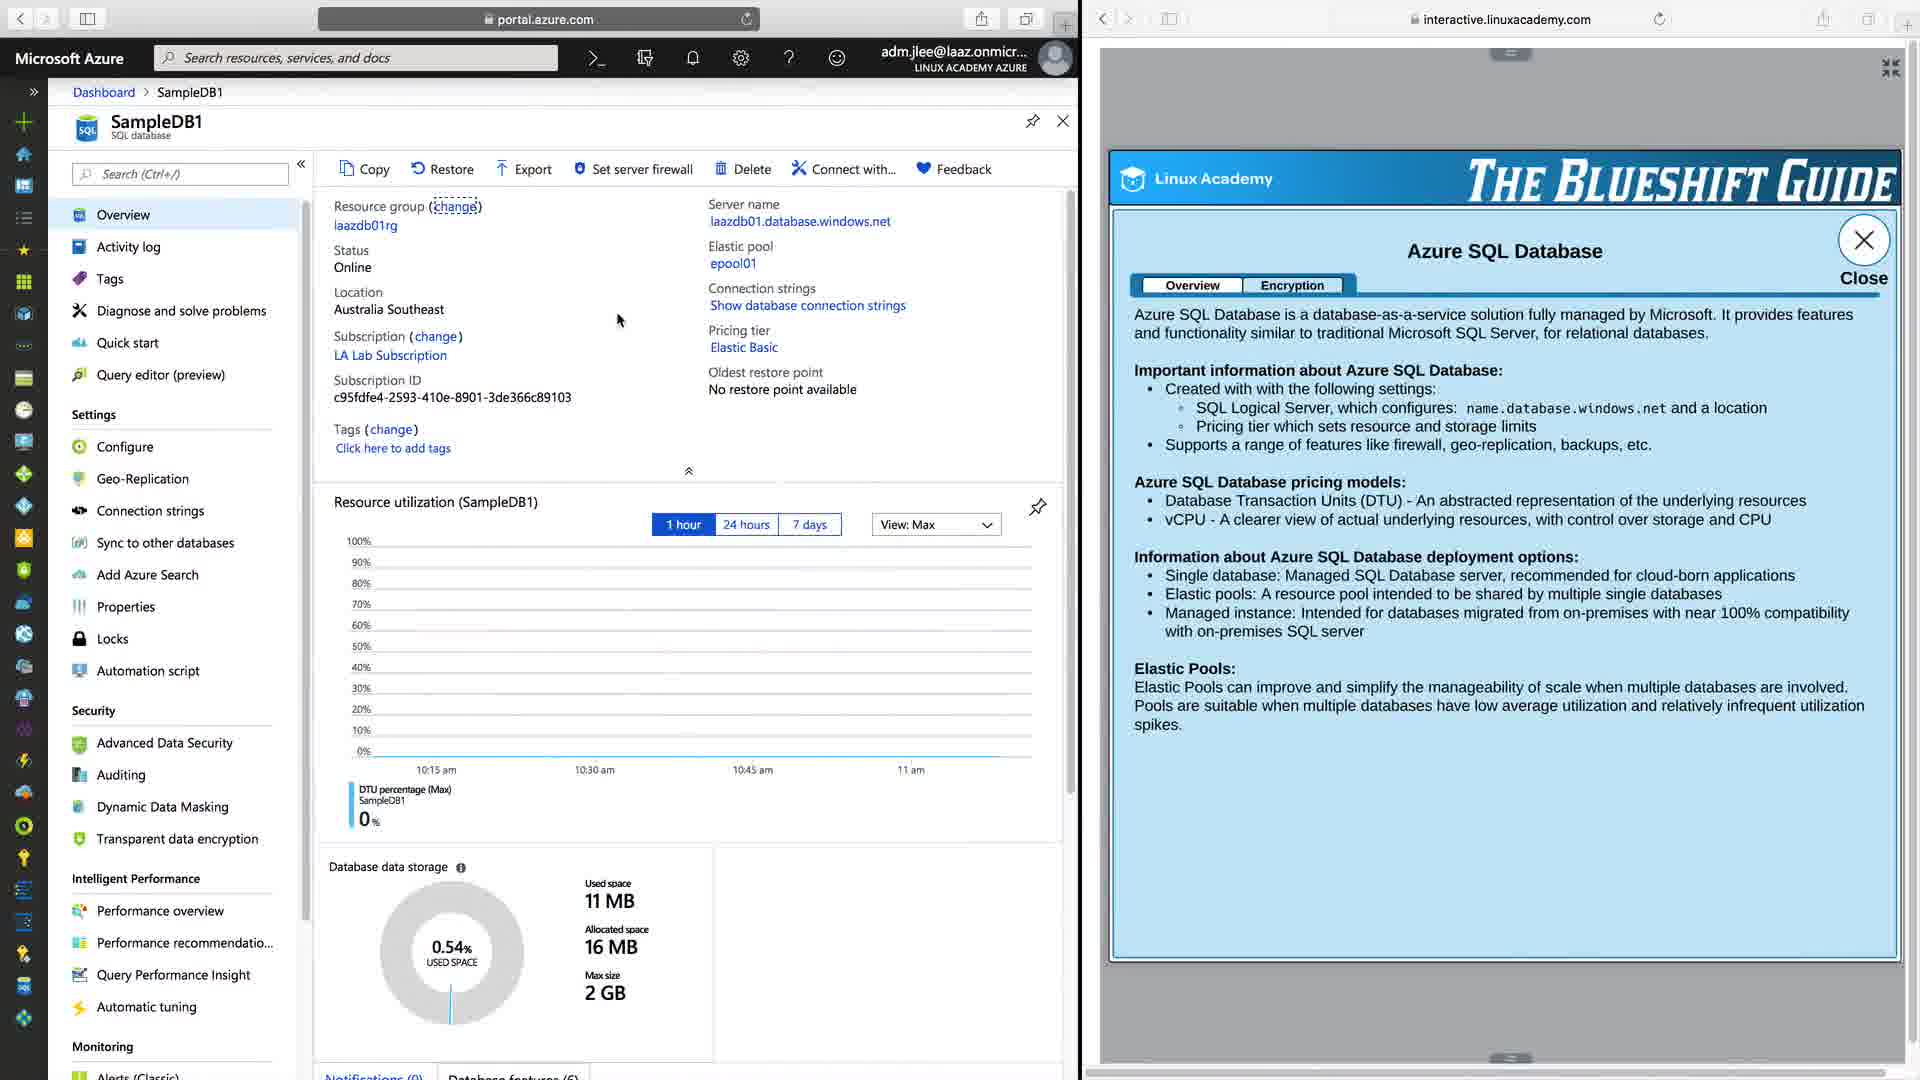 portal.azure.com
Microsoft Azure
Search resources, services, and docs
adm.jlee@laaz.onmicr...
LINUX ACADEMY AZURE
Dashboard > SampleDB1
SQL
SampleDB1
SQL database
Search (Ctrl+/)
Overview
Activity log
Tags
Diagnose and solve problems
Quick start
Query editor (preview)
Settings
Configure
Geo-Replication
Connection strings
Sync to other databases
Add Azure Search
Properties
Locks
Automation script
Security
Advanced Data Security
Auditing
Dynamic Data Masking
Transparent data encryption
Intelligent Performance
Performance overview
Performance recommendatio...
Query Performance Insight
Automatic tuning
Monitoring
Alerts (Classic)
Copy
Restore
Export
Set server firewall
Delete
Connect with...
Feedback
Resource group (change)
laazdb01rg
Status
Online
Location
Australia Southeast
Subscription (change)
LA Lab Subscription
Subscription ID
c95fdfe4-2593-410e-8901-3de366c89103
Tags (change)
Click here to add tags
Server name
laazdb01.database.windows.net
Elastic pool
epool01
Connection strings
Show database connection strings
Pricing tier
Elastic Basic
Oldest restore point
No restore point available
Resource utilization (SampleDB1)
1 hour
24 hours
7 days
View: Max
100%
90%
80%
70%
60%
50%
40%
30%
20%
10%
0%
10:15 am
10:30 am
10:45 am
11 am
DTU percentage (Max)
SampleDB1
0 %
Database data storage
0.54%
USED SPACE
Used space
11 MB
Allocated space
16 MB
Max size
2 GB
Notifications (0)
Database features (6)
interactive.linuxacademy.com
Linux Academy
THE BLUESHIFT GUIDE
Azure SQL Database
Close
Overview
Encryption
Azure SQL Database is a database-as-a-service solution fully managed by Microsoft. It provides features
and functionality similar to traditional Microsoft SQL Server, for relational databases.
Important information about Azure SQL Database:
• Created with with the following settings:
◦ SQL Logical Server, which configures: name.database.windows.net and a location
◦ Pricing tier which sets resource and storage limits
• Supports a range of features like firewall, geo-replication, backups, etc.
Azure SQL Database pricing models:
• Database Transaction Units (DTU) - An abstracted representation of the underlying resources
• vCPU - A clearer view of actual underlying resources, with control over storage and CPU
Information about Azure SQL Database deployment options:
• Single database: Managed SQL Database server, recommended for cloud-born applications
• Elastic pools: A resource pool intended to be shared by multiple single databases
• Managed instance: Intended for databases migrated from on-premises with near 100% compatibility
with on-premises SQL server
Elastic Pools:
Elastic Pools can improve and simplify the manageability of scale when multiple databases are involved.
Pools are suitable when multiple databases have low average utilization and relatively infrequent utilization
spikes.